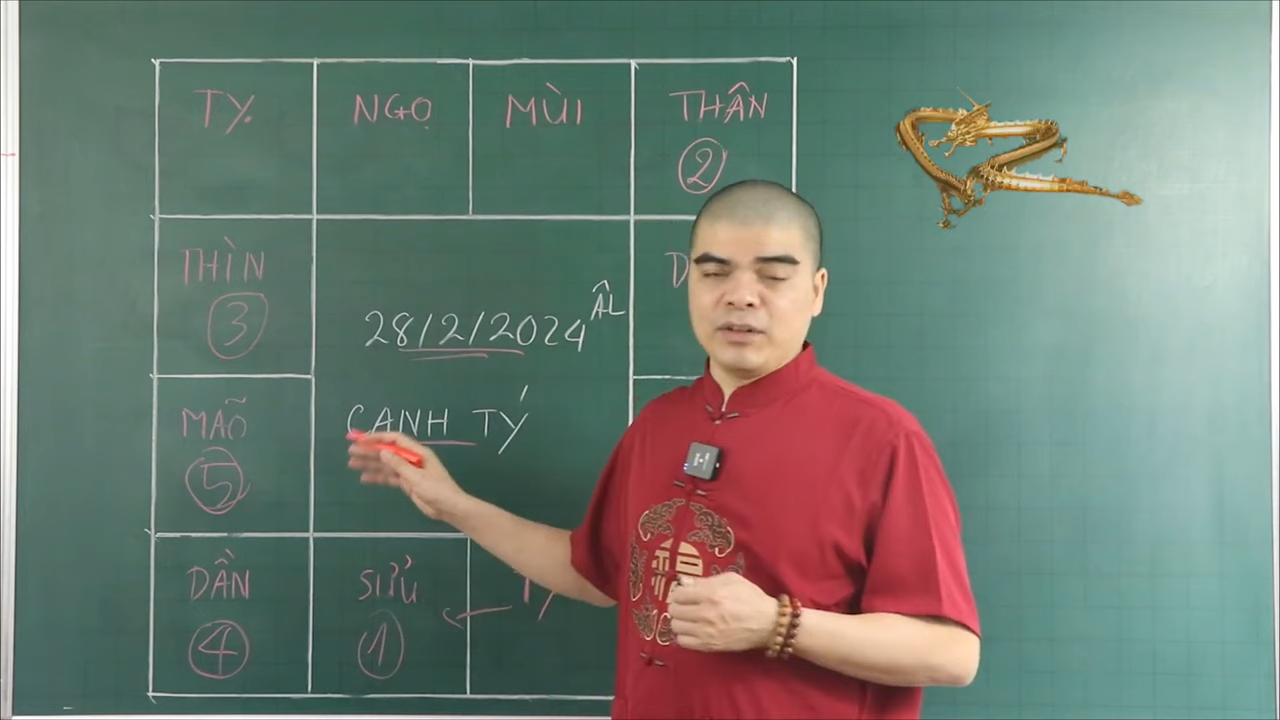 TỴ
NGỌ
MÙI
THÂN
2
THÌN
3
28/2/2024 ÂL
MÃO
5
CANH TÝ
DẦN
4
SỬU
1
福